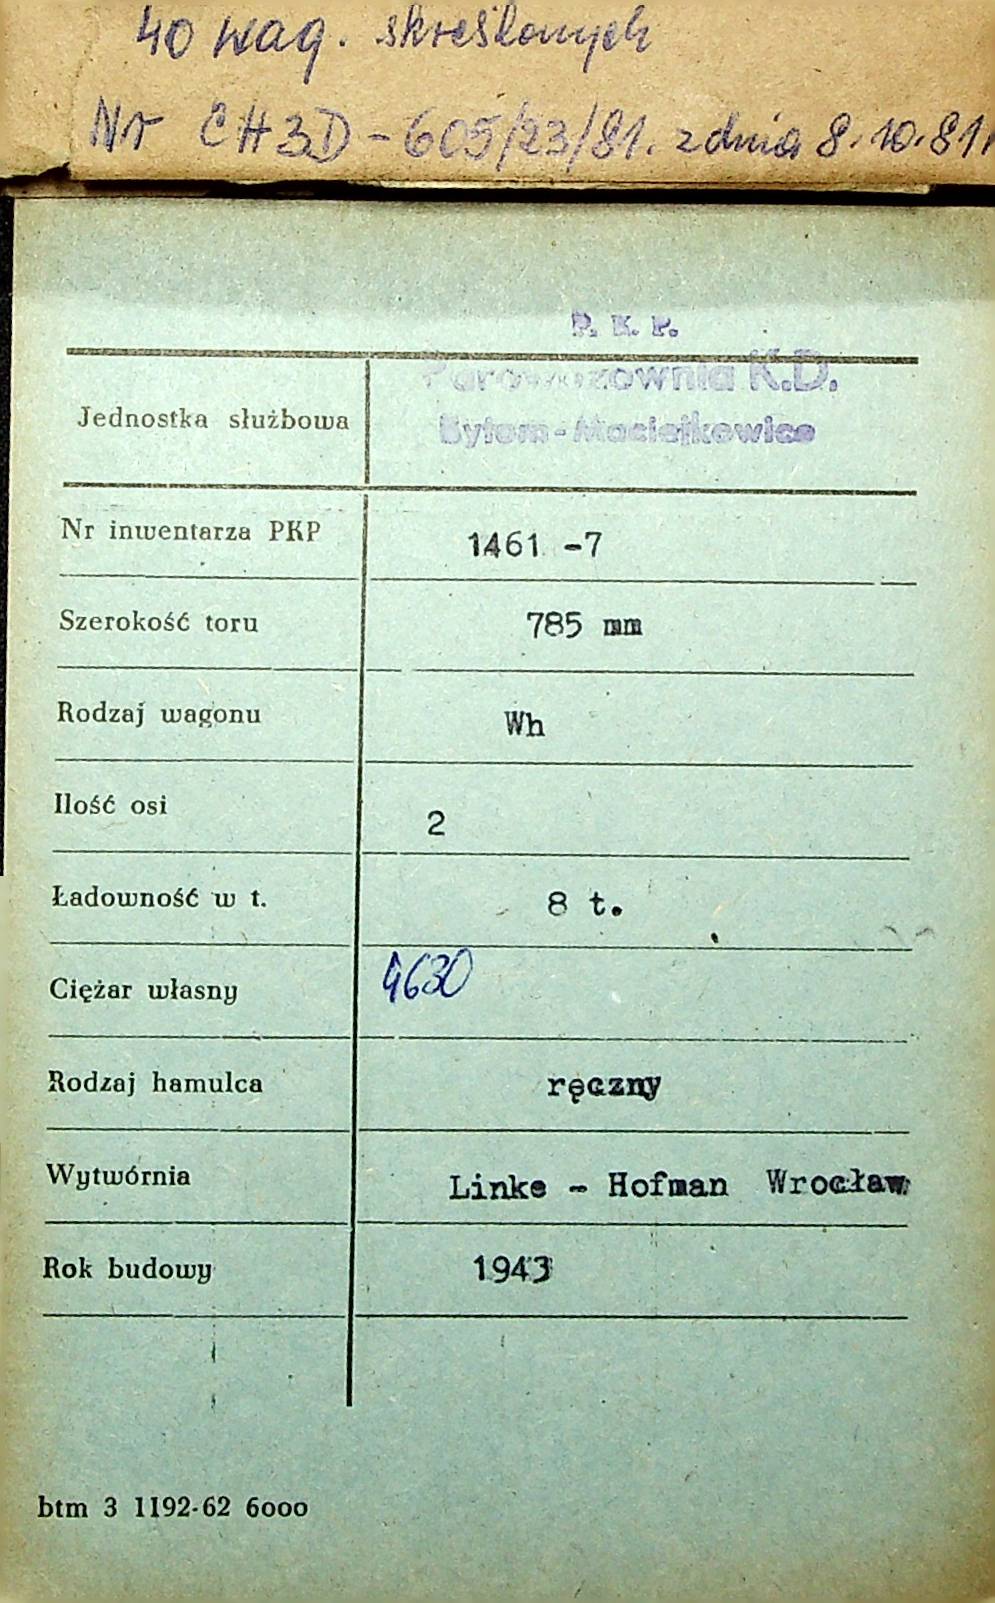 40 wag. skreślonych
Nr CH3D-605/23/81. z dnia 8.10.81r
P. K. P.
Parowozownia K.D.
Jednostka służbowa Bytom-Maciejkowice
Nr inwentarza PKP 1461 -7
Szerokość toru 785 mm
Rodzaj wagonu Wh
Ilość osi 2
Ładowność w t. 8 t.
Ciężar własny 4630
Rodzaj hamulca ręczny
Wytwórnia Linke - Hofman Wrocław
Rok budowy 1943
btm 3 1192-62 6ooo